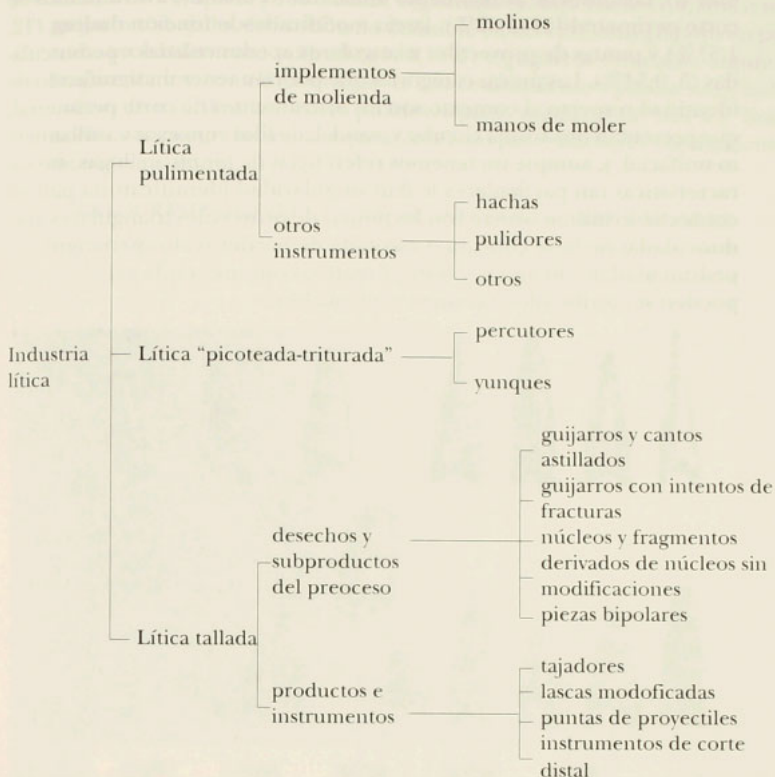 molinos
implementos
de molienda
manos de moler
Lítica
pulimentada
hachas
otros
instrumentos
pulidores
otros
Industria
lítica
Lítica “picoteada-triturada”
percutores
yunques
guijarros y cantos
astillados
guijarros con intentos de
fracturas
desechos y
subproductos
del preoceso
núcleos y fragmentos
derivados de núcleos sin
modificaciones
piezas bipolares
Lítica tallada
productos e
instrumentos
tajadores
lascas modoficadas
puntas de proyectiles
instrumentos de corte
distal